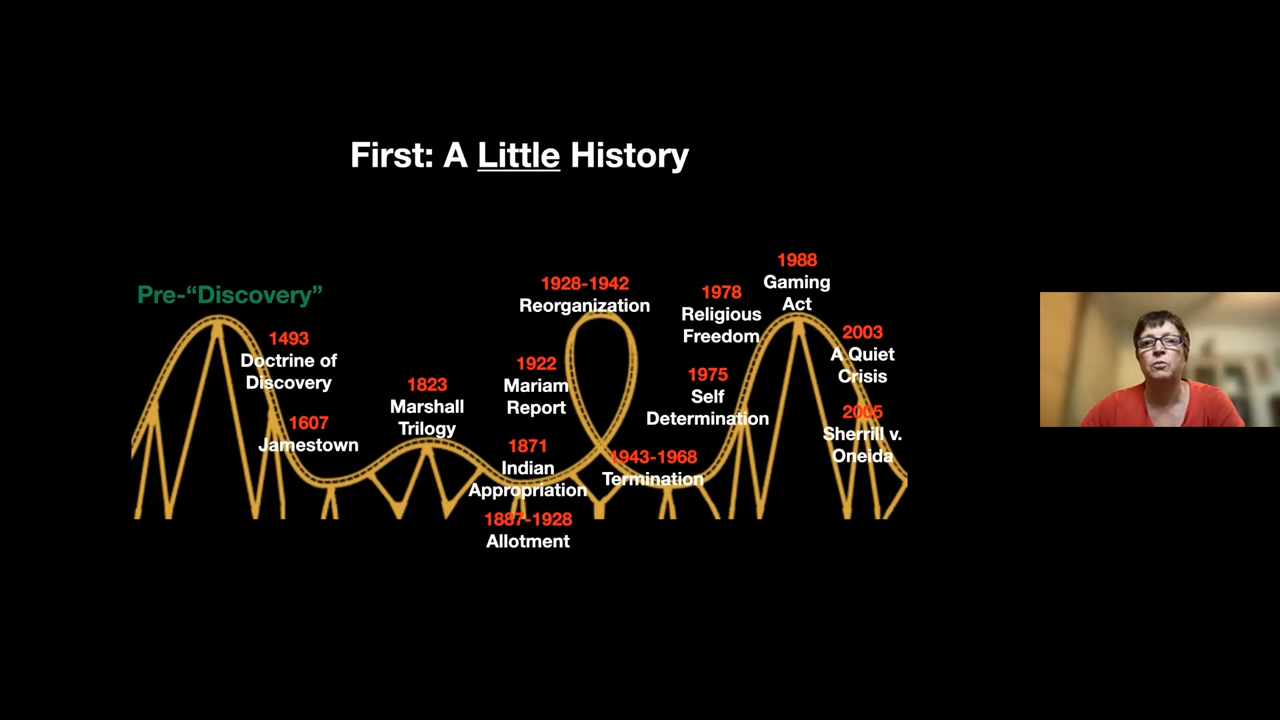 First: A Little History
Pre-“Discovery”
1493
Doctrine of
Discovery
1607
Jamestown
1823
Marshall
Trilogy
1928-1942
Reorganization
1922
Mariam
Report
1871
Indian
Appropriation
1887-1928
Allotment
1943-1968
Termination
1978
Religious
Freedom
1975
Self
Determination
1988
Gaming
Act
2003
A Quiet
Crisis
2005
Sherrill v.
Oneida